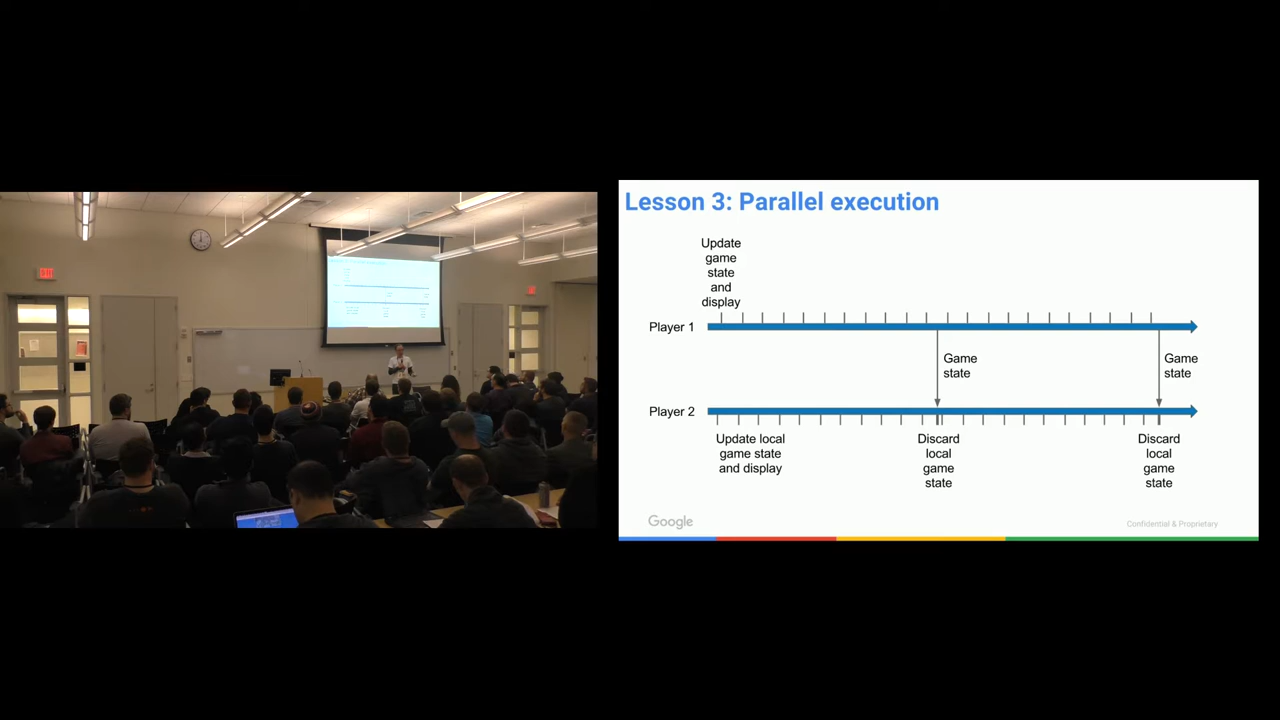 EXIT
Lesson 3: Parallel execution
Update
game
state
and
display
Player 1
Game
state
Game
state
Player 2
Update local
game state
and display
Discard
local
game
state
Discard
local
game
state
Google
Confidential & Proprietary